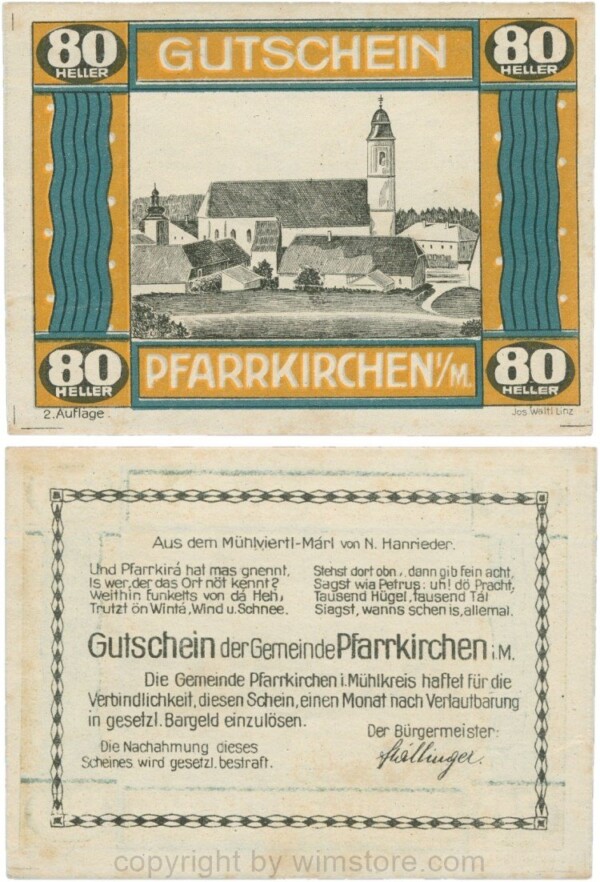 80 HELLER
GUTSCHEIN
80 HELLER
80 HELLER
PFARRKIRCHEN i/M.
80 HELLER
2. Auflage.
Jos. Wältl Linz
Aus dem Mühlviertl-Märl von N. Hanrieder.
Und Pfarrkirá hat mas gnennt,
Is wer, der das Ort nöt kennt?
Weithin funkelts von dá Heh,
Trutzt ön Wintá, Wind u. Schnee.
Stehst dort obn, dann gib fein acht,
Sagst wia Petrus: uh! dö Pracht,
Tausend Hügel, tausend Tál
Siagst, wanns schen is, allemal.
Gutschein der Gemeinde Pfarrkirchen i. M.
Die Gemeinde Pfarrkirchen i. Mühlkreis haftet für die
Verbindlichkeit, diesen Schein, einen Monat nach Verlautbarung
in gesetzl. Bargeld einzulösen.
Der Bürgermeister:
Die Nachahmung dieses
Scheines wird gesetzl. bestraft.
copyright by wimstore.com